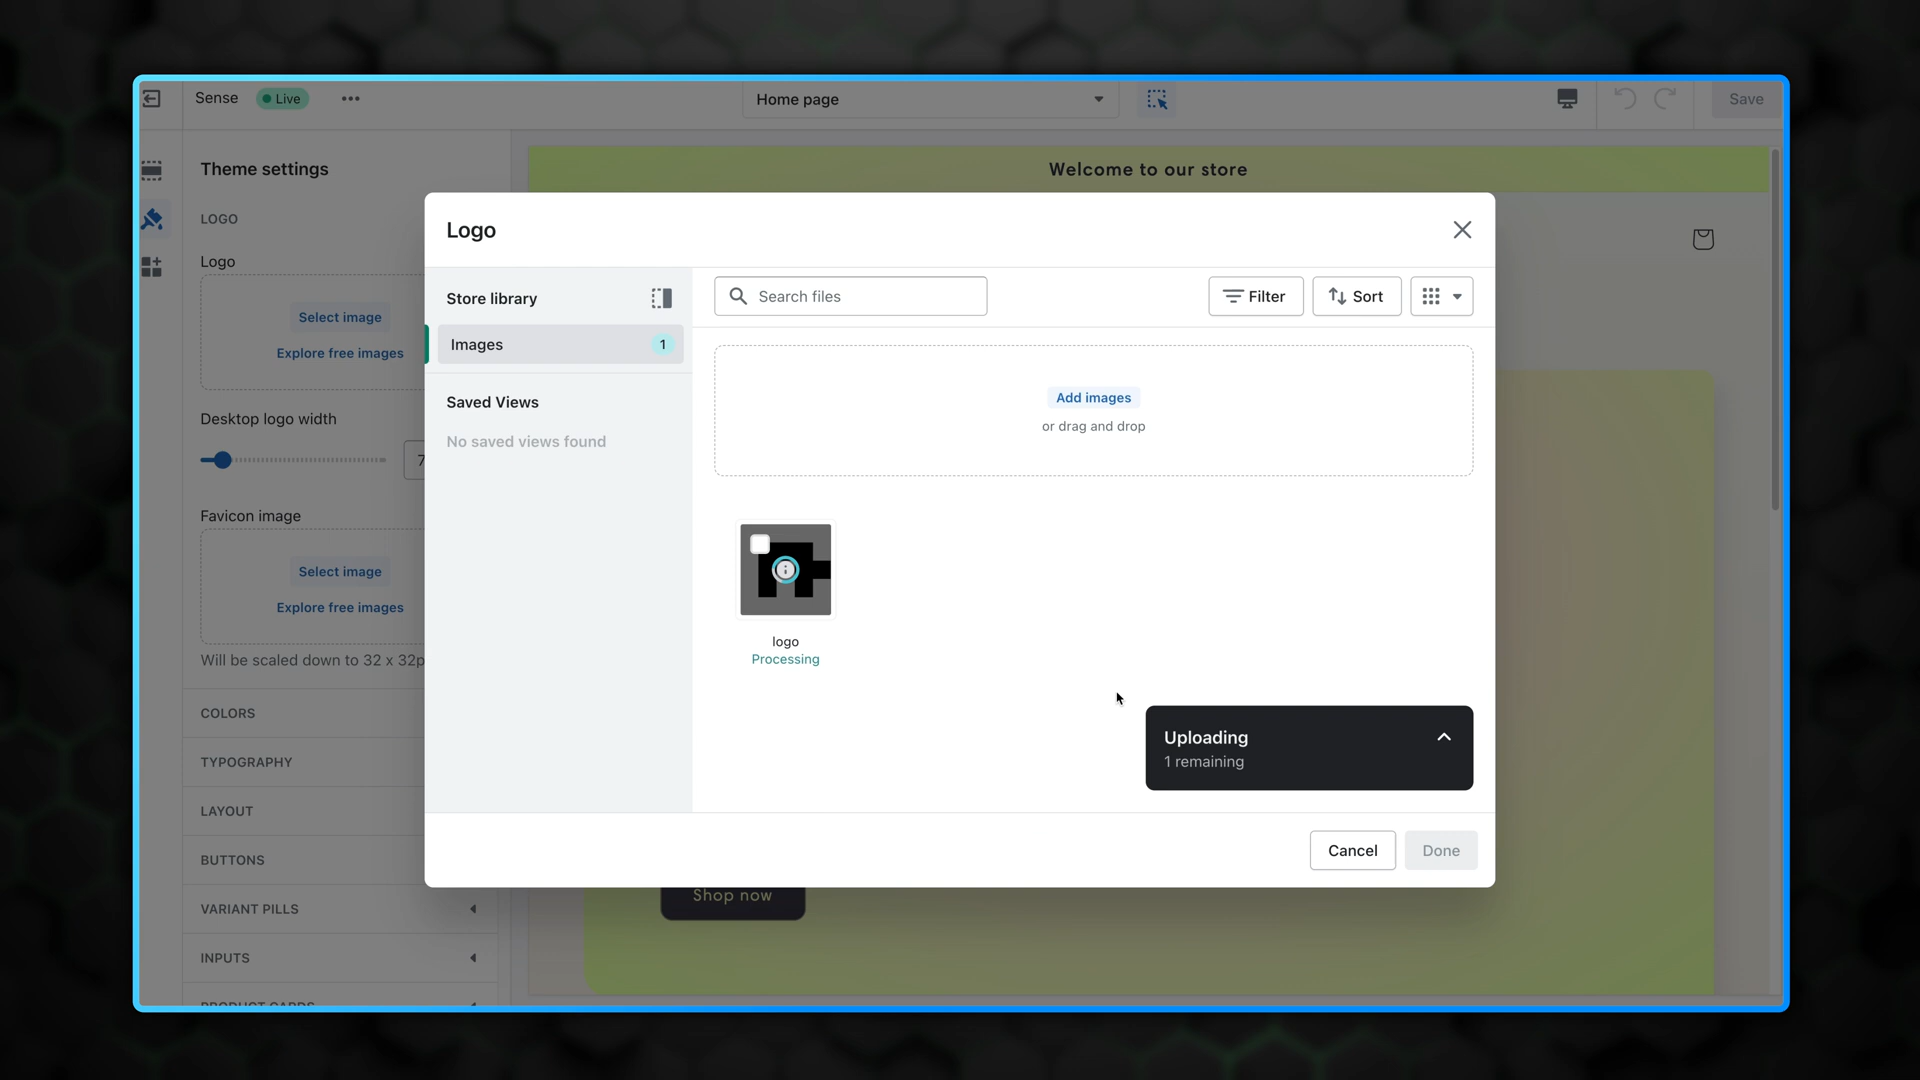 Sense
Live
Home page
Save
Theme settings
Welcome to our store
LOGO
Logo
Select image
Explore free images
Desktop logo width
7
Favicon image
Select image
Explore free images
Will be scaled down to 32 x 32p
COLORS
TYPOGRAPHY
LAYOUT
BUTTONS
VARIANT PILLS
INPUTS
PRODUCT CARDS
Logo
Store library
Images
1
Saved Views
No saved views found
Search files
Filter
Sort
Add images
or drag and drop
logo
Processing
Uploading
1 remaining
Cancel
Done
Shop now